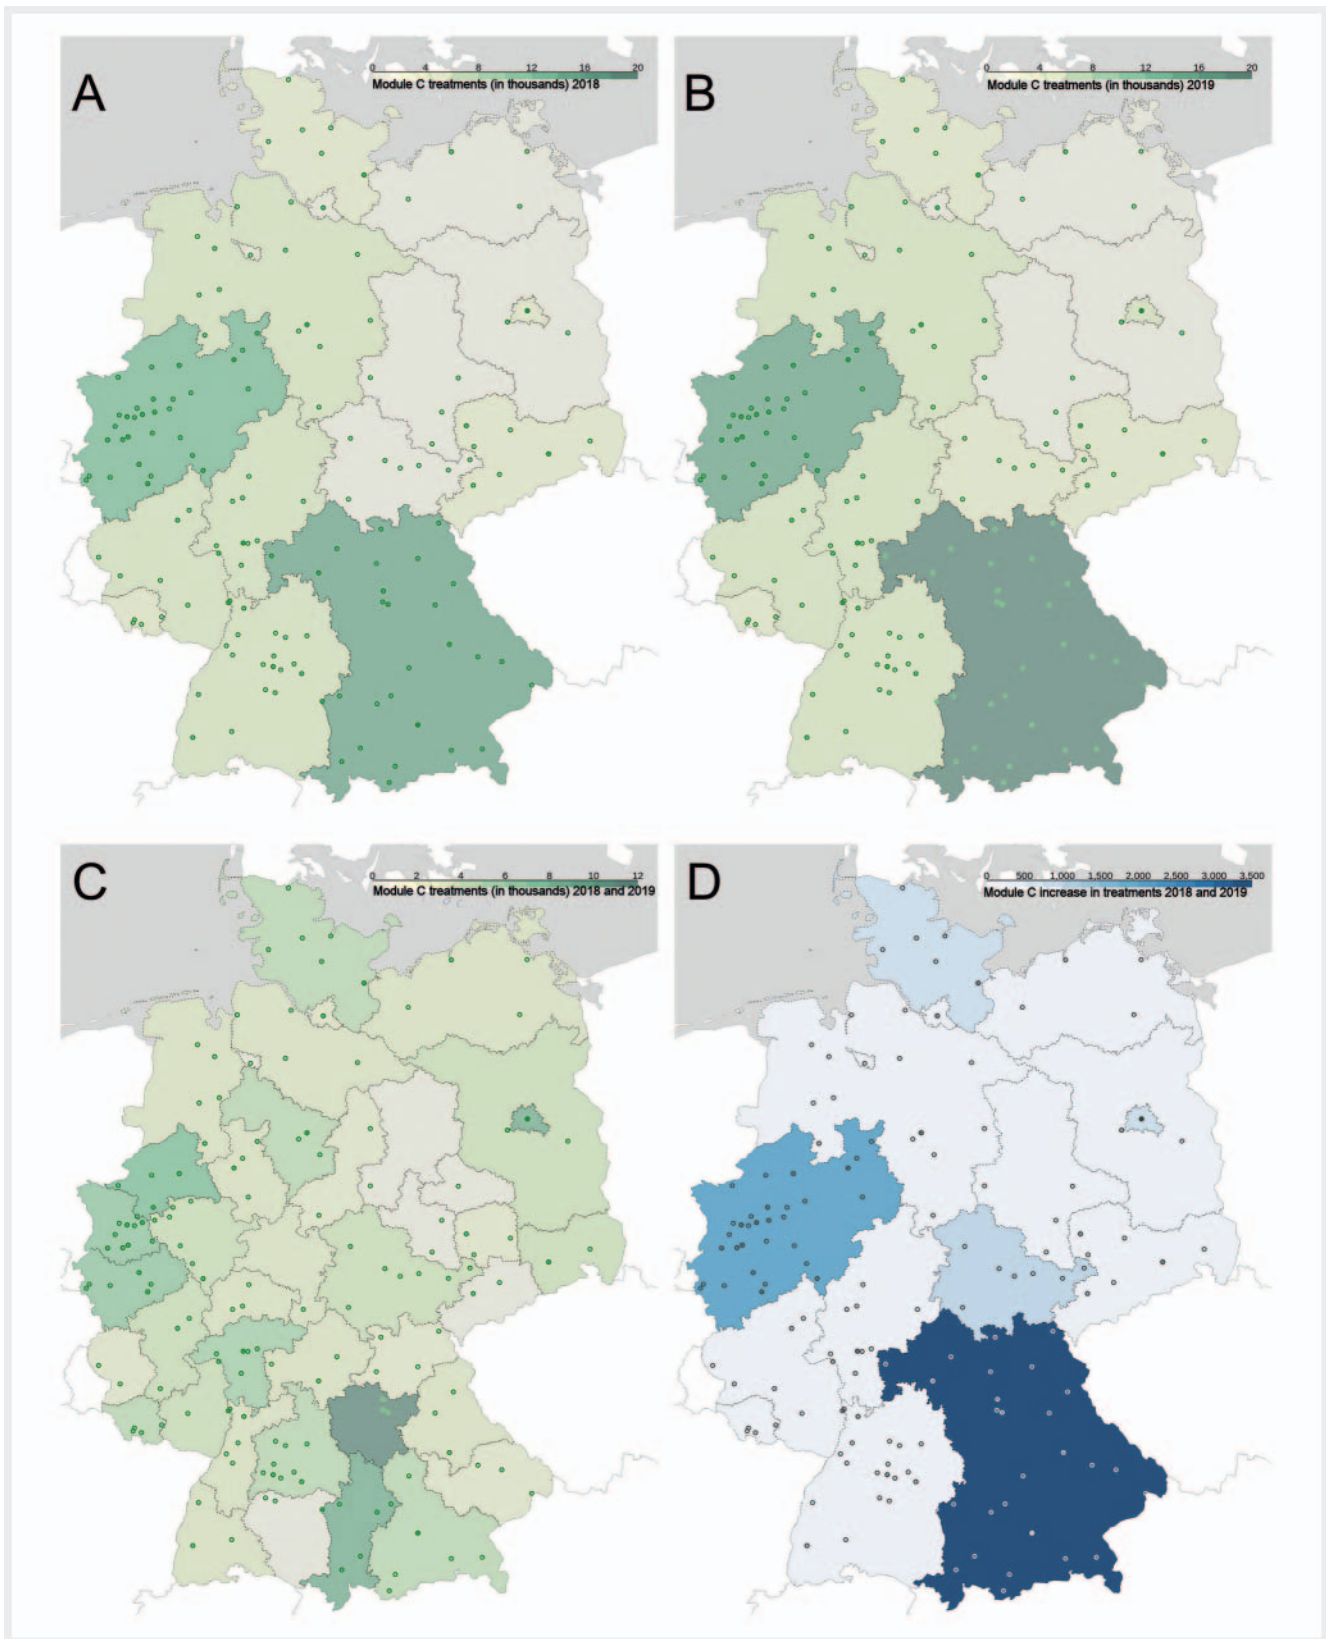 A
0 4 8 12 16 20
Module C treatments (in thousands) 2018
B
0 4 8 12 16 20
Module C treatments (in thousands) 2019
C
0 2 4 6 8 10 12
Module C treatments (in thousands) 2018 and 2019
D
0 500 1,000 1,500 2,000 2,500 3,000 3,500
Module C increase in treatments 2018 and 2019